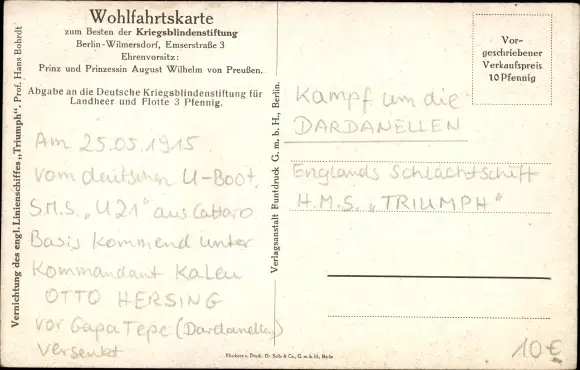 Wohlfahrtskarte
zum Besten der Kriegsblindenstiftung
Berlin-Wilmersdorf, Emserstraße 3
Ehrenvorsitz:
Prinz und Prinzessin August Wilhelm von Preußen.
Abgabe an die Deutsche Kriegsblindenstiftung für
Landheer und Flotte 3 Pfennig.
Vor-
geschriebener
Verkaufspreis
10 Pfennig
Vernichtung des engl. Linienschiffes „Triumph“. Prof. Hans Bohrdt
Am 25.05.1915
vom deutschen U-Boot
S.M.S. „U21“ aus Cattaro
Basis kommend unter
Kommandant Kaleu
OTTO HERSING
vor Gapa Tepe (Dardanellen)
versenkt
Verlagsanstalt Buntdruck G. m. b. H., Berlin.
Kampf um die
DARDANELLEN
Englands Schlachtschiff
H.M.S. „TRIUMPH“
10€